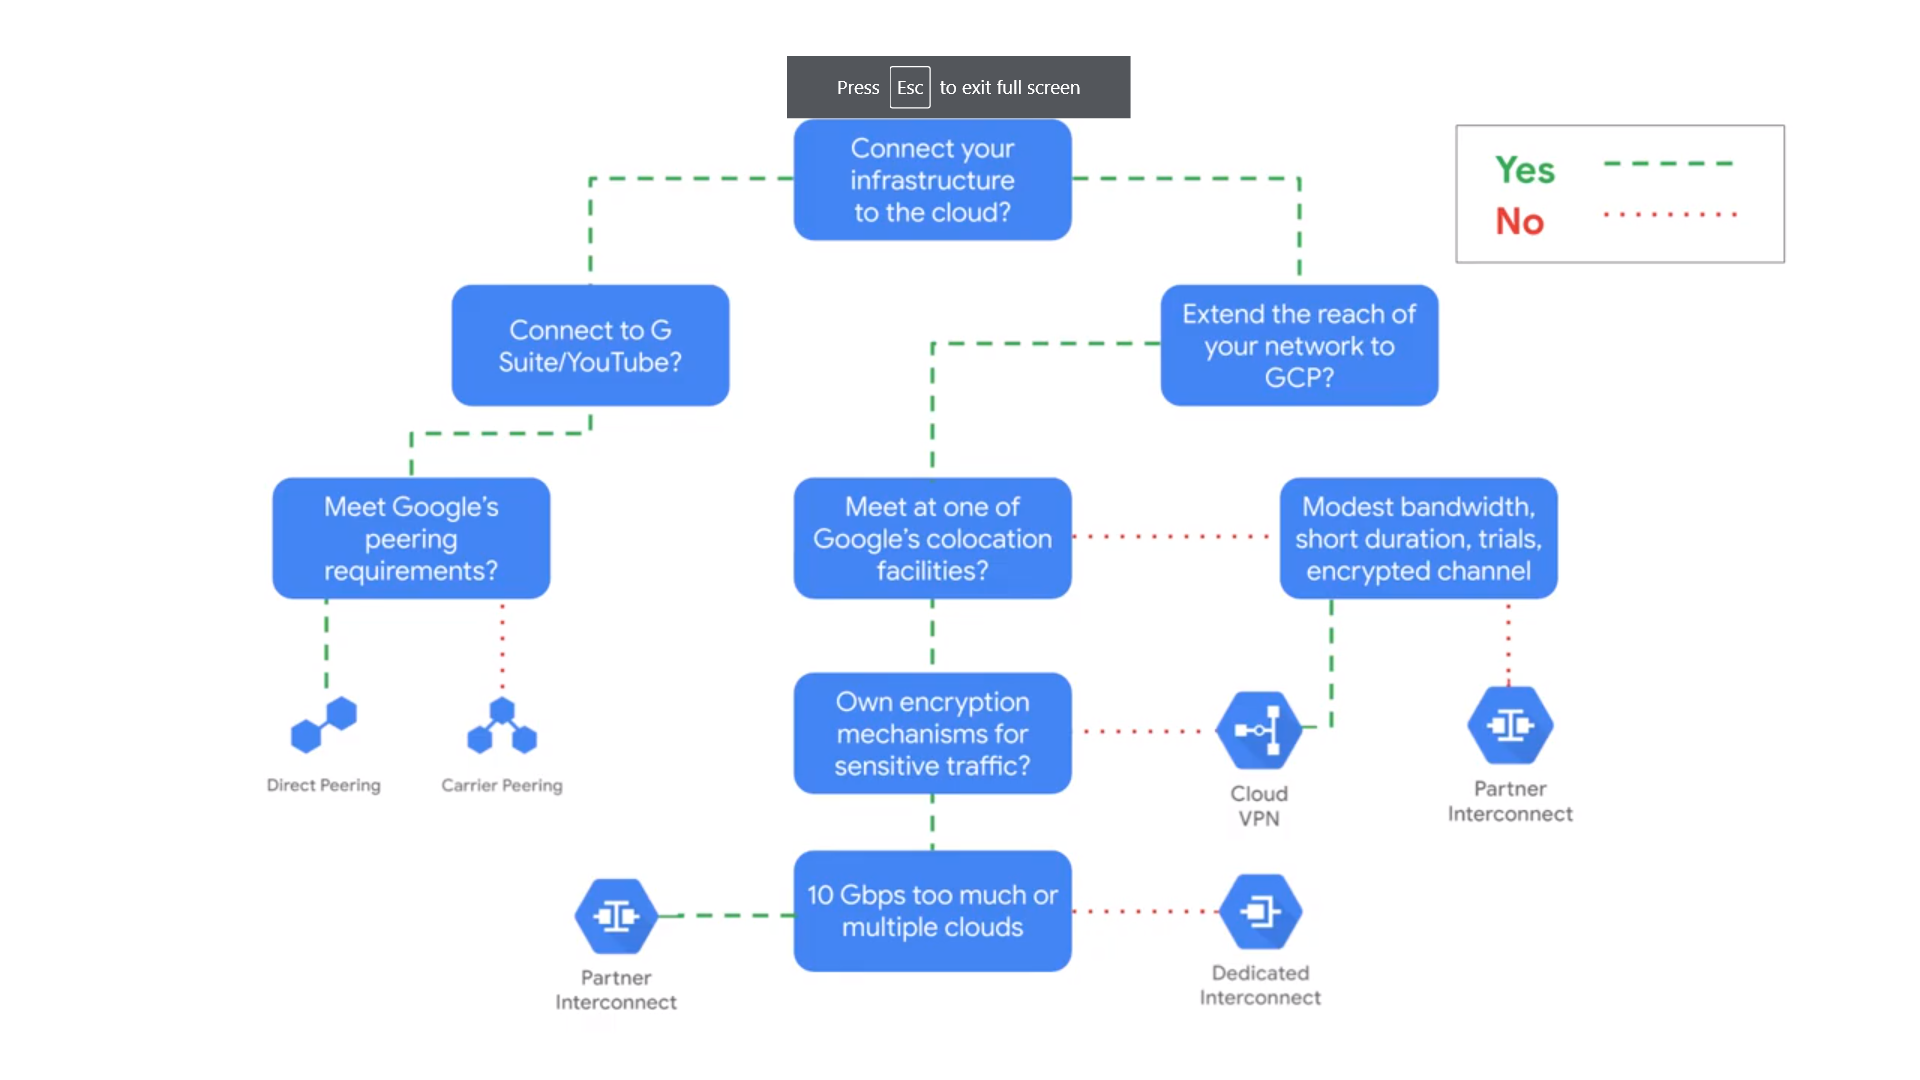 Press Esc to exit full screen
Connect your
infrastructure
to the cloud?
Yes
No
Connect to G
Suite/YouTube?
Extend the reach of
your network to
GCP?
Meet Google's
peering
requirements?
Meet at one of
Google's colocation
facilities?
Modest bandwidth,
short duration, trials,
encrypted channel
Direct Peering
Carrier Peering
Own encryption
mechanisms for
sensitive traffic?
Cloud
VPN
Partner
Interconnect
Partner
Interconnect
10 Gbps too much or
multiple clouds
Dedicated
Interconnect